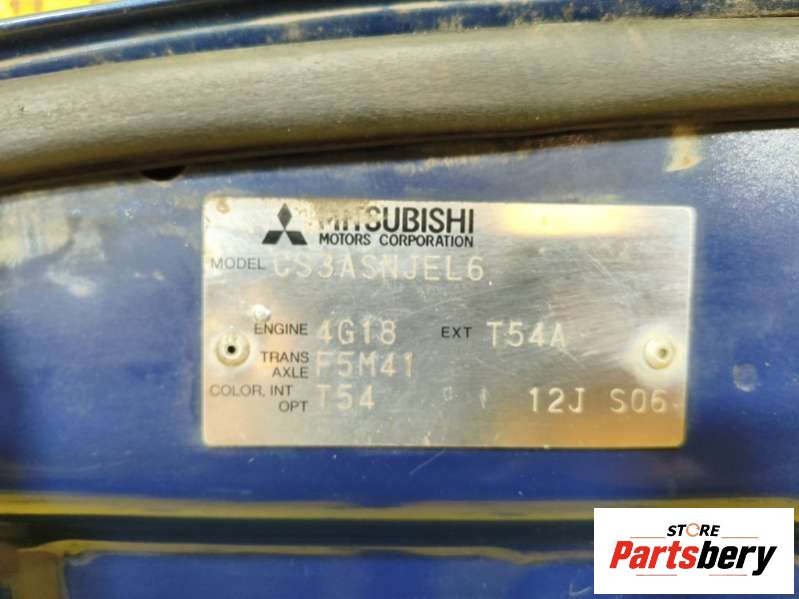 MITSUBISHI
MOTORS CORPORATION
MODEL CS3ASNJEL6
ENGINE 4G18 EXT T54A
TRANS
AXLE F5M41
COLOR, INT
OPT T54 12J S06
STORE
Partsbery